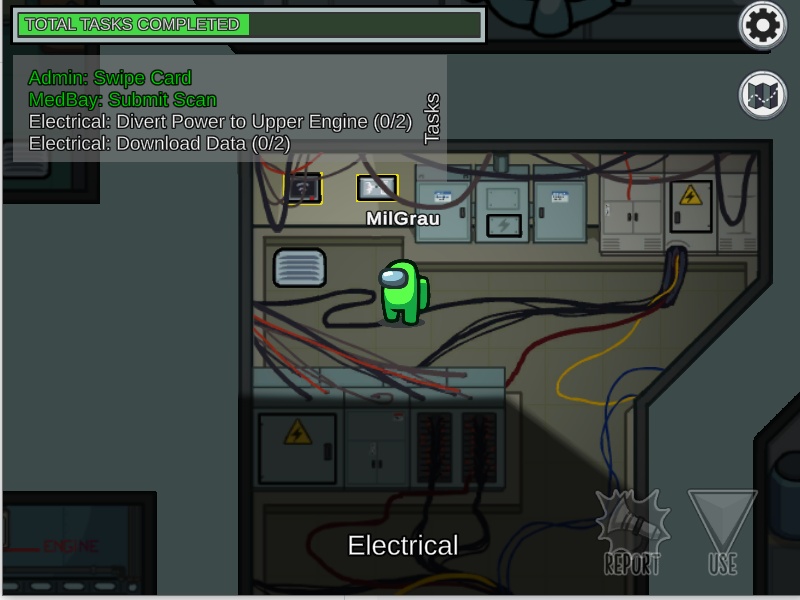 TOTAL TASKS COMPLETED
Admin: Swipe Card
MedBay: Submit Scan
Electrical: Divert Power to Upper Engine (0/2)
Electrical: Download Data (0/2)
Tasks
MilGrau
ENGINE
Electrical
REPORT
USE